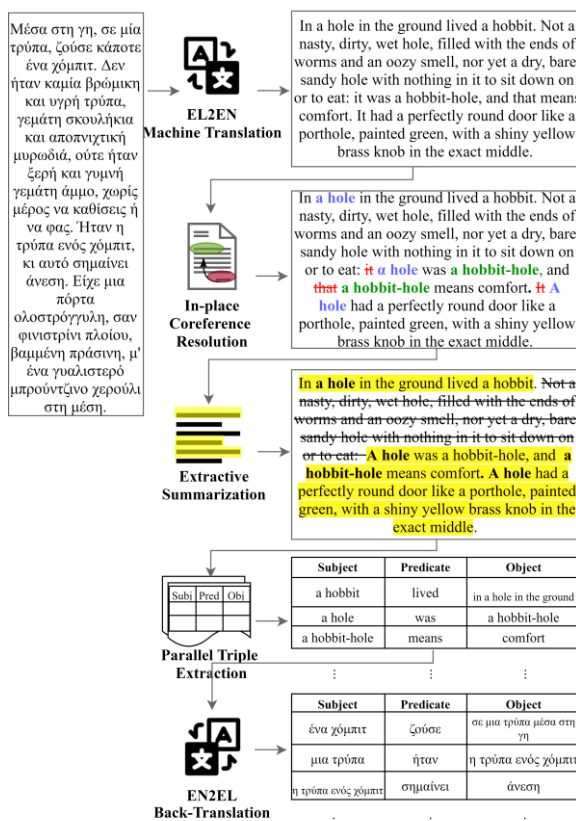 Μέσα στη γη, σε μία
τρύπα, ζούσε κάποτε
ένα χόμπιτ. Δεν
ήταν καμία βρώμικη
και υγρή τρύπα,
γεμάτη σκουλήκια
και αποπνιχτική
μυρωδιά, ούτε ήταν
ξερή και γυμνή
γεμάτη άμμο, χωρίς
μέρος να καθίσεις ή
να φας. Ήταν η
τρύπα ενός χόμπιτ,
κι αυτό σημαίνει
άνεση. Είχε μια
πόρτα
ολοστρόγγυλη, σαν
φινιστρίνι πλοίου,
βαμμένη πράσινη, μ'
ένα γυαλιστερό
μπρούντζινο χερούλι
στη μέση.
EL2EN
Machine Translation
In a hole in the ground lived a hobbit. Not a
nasty, dirty, wet hole, filled with the ends of
worms and an oozy smell, nor yet a dry, bare,
sandy hole with nothing in it to sit down on
or to eat: it was a hobbit-hole, and that means
comfort. It had a perfectly round door like a
porthole, painted green, with a shiny yellow
brass knob in the exact middle.
In-place
Coreference
Resolution
In a hole in the ground lived a hobbit. Not a
nasty, dirty, wet hole, filled with the ends of
worms and an oozy smell, nor yet a dry, bare,
sandy hole with nothing in it to sit down on
or to eat: it α hole was a hobbit-hole, and
that a hobbit-hole means comfort. It A
hole had a perfectly round door like a
porthole, painted green, with a shiny yellow
brass knob in the exact middle.
Extractive
Summarization
In a hole in the ground lived a hobbit. Not a
nasty, dirty, wet hole, filled with the ends of
worms and an oozy smell, nor yet a dry, bare,
sandy hole with nothing in it to sit down on
or to eat: A hole was a hobbit-hole, and a
hobbit-hole means comfort. A hole had a
perfectly round door like a porthole, painted
green, with a shiny yellow brass knob in the
exact middle.
Subj Pred Obj
Parallel Triple
Extraction
Subject Predicate Object
a hobbit lived in a hole in the ground
a hole was a hobbit-hole
a hobbit-hole means comfort
EN2EL
Back-Translation
Subject Predicate Object
ένα χόμπιτ ζούσε σε μια τρύπα μέσα στη
γη
μια τρύπα ήταν η τρύπα ενός χόμπιτ
η τρύπα ενός χόμπιτ σημαίνει άνεση